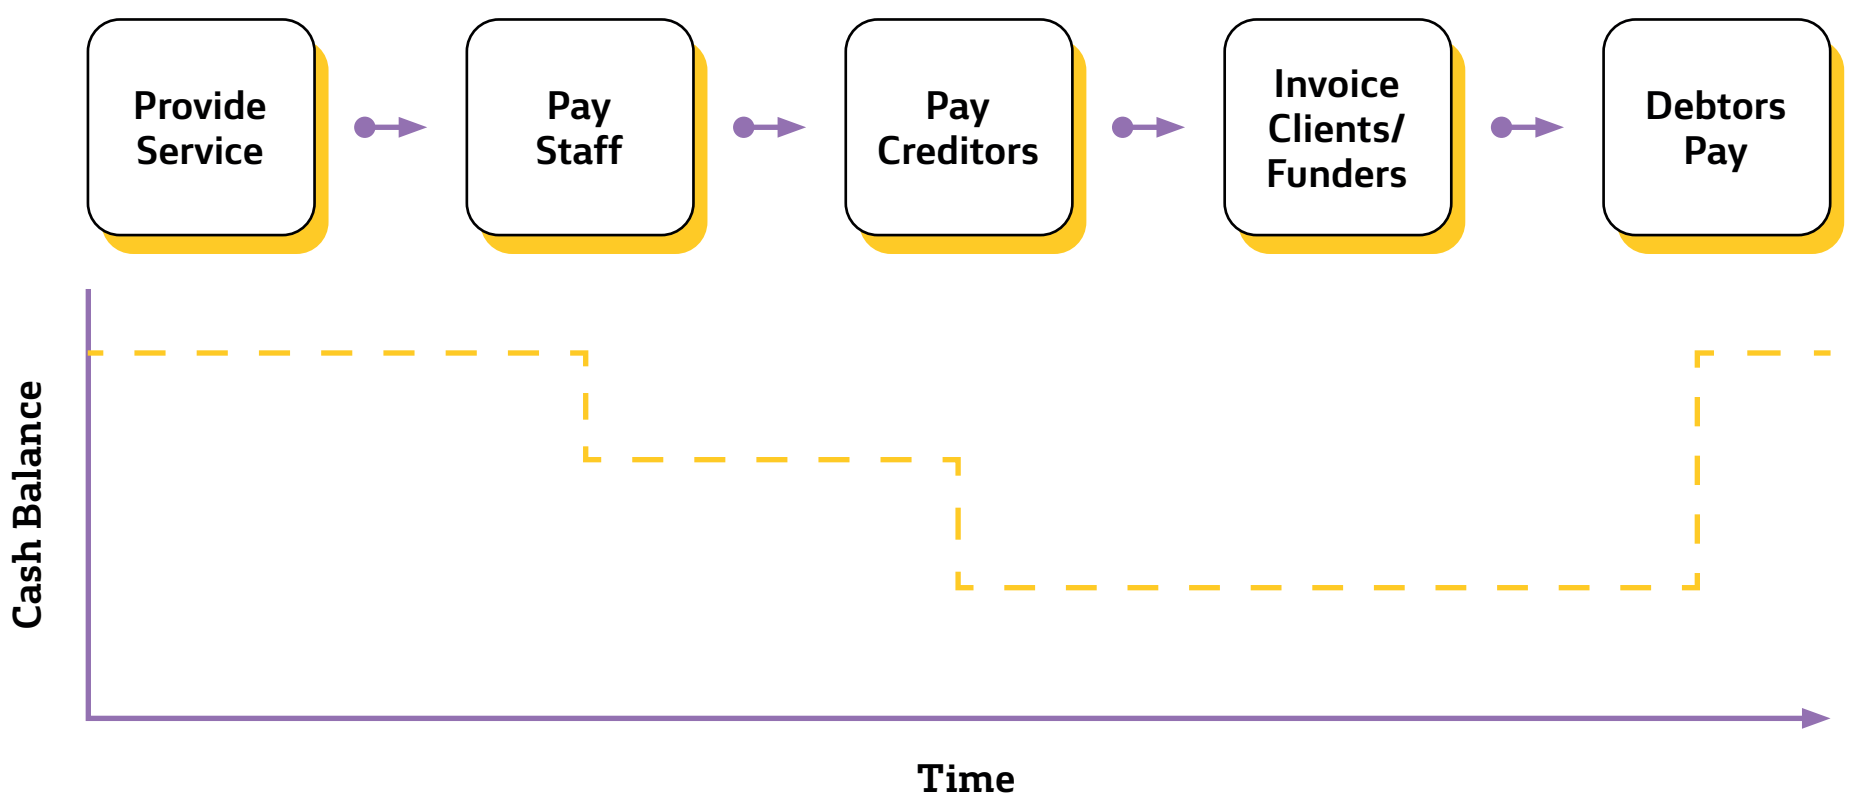 Provide
Service
Pay
Staff
Pay
Creditors
Invoice
Clients/
Funders
Debtors
Pay
Cash Balance
Time